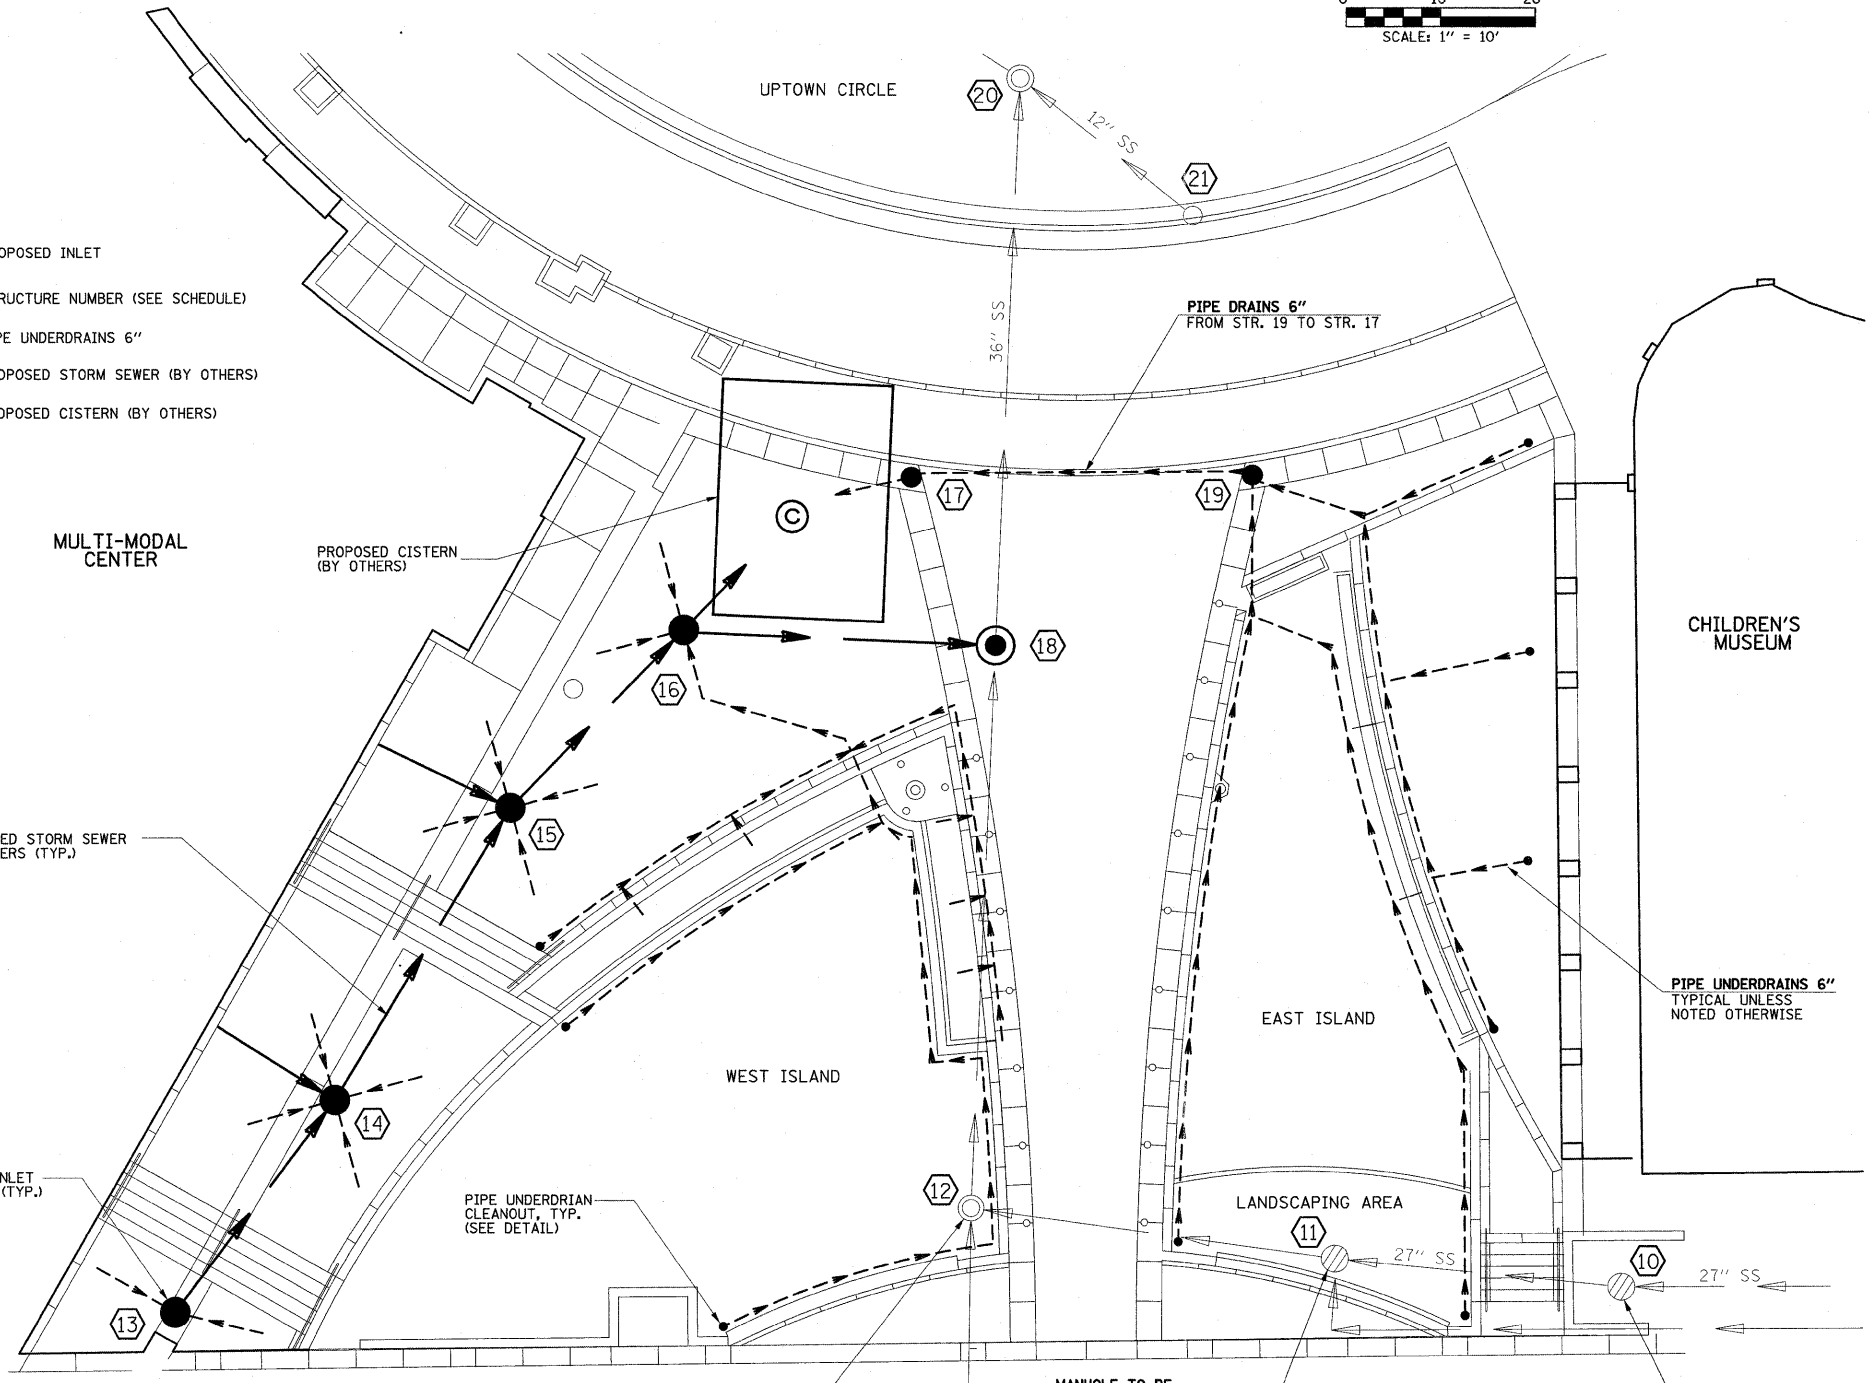 SCALE: 1" = 10'
UPTOWN CIRCLE
20
12" SS
21
OPOSED INLET
RUCTURE NUMBER (SEE SCHEDULE)
PE UNDERDRAINS 6"
OPOSED STORM SEWER (BY OTHERS)
OPOSED CISTERN (BY OTHERS)
36" SS
PIPE DRAINS 6"
FROM STR. 19 TO STR. 17
17
19
C
MULTI-MODAL
CENTER
PROPOSED CISTERN
(BY OTHERS)
CHILDREN'S
MUSEUM
18
16
15
ED STORM SEWER
ERS (TYP.)
PIPE UNDERDRAINS 6"
TYPICAL UNLESS
NOTED OTHERWISE
EAST ISLAND
WEST ISLAND
14
NLET
(TYP.)
PIPE UNDERDRIAN
CLEANOUT, TYP.
(SEE DETAIL)
12
LANDSCAPING AREA
11
27" SS
10
27" SS
13
MANHOLE TO BE